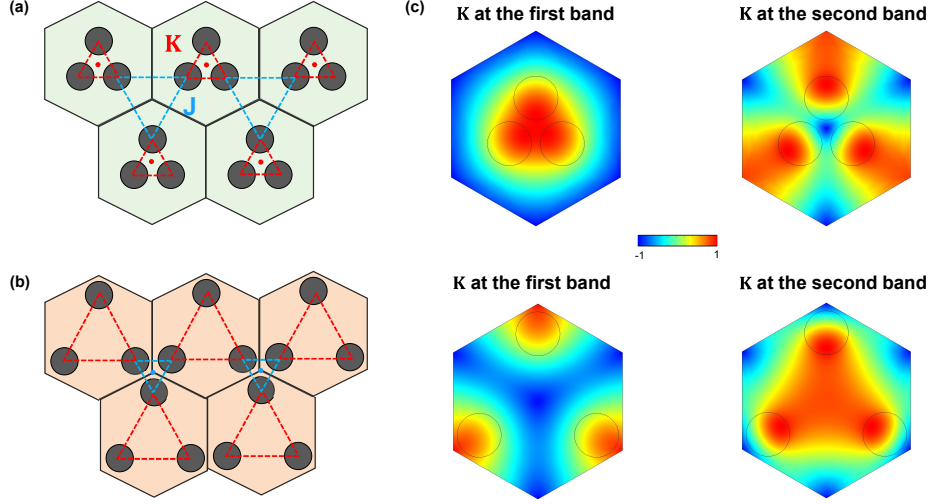 (a)
K
J
(c)
K at the first band
K at the second band
-1
1
(b)
K at the first band
K at the second band